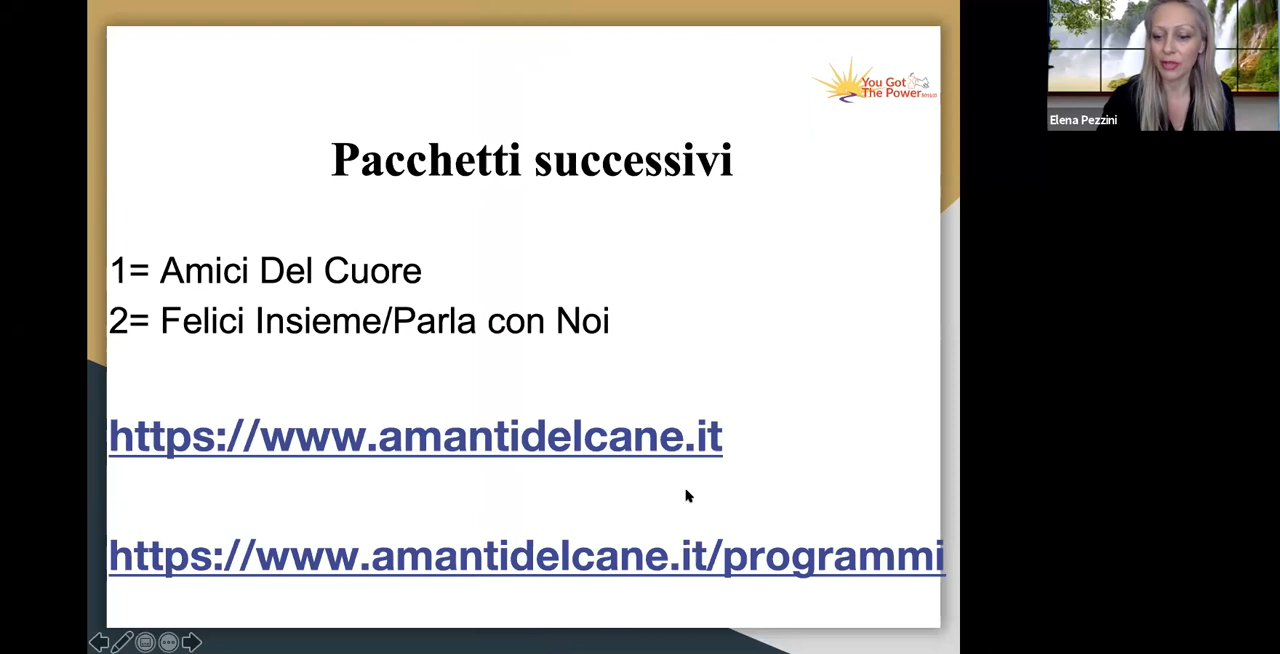 You Got
The Power
Pacchetti successivi
1= Amici Del Cuore
2= Felici Insieme/Parla con Noi
https://www.amantidelcane.it
https://www.amantidelcane.it/programmi
Elena Pezzini